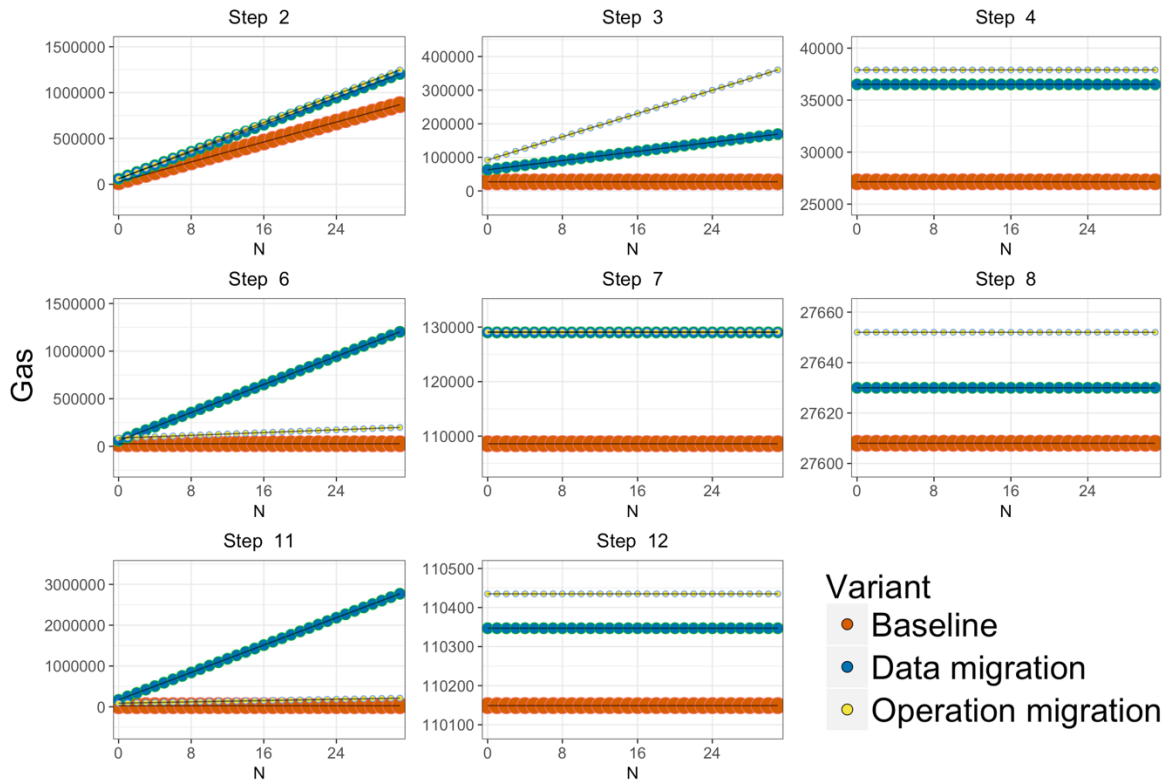 Step 2
1500000
1000000
500000
0
0 8 16 24
N
Step 3
400000
300000
200000
100000
0
0 8 16 24
N
Step 4
40000
35000
30000
25000
0 8 16 24
N
Gas
Step 6
1500000
1000000
500000
0
0 8 16 24
N
Step 7
130000
120000
110000
0 8 16 24
N
Step 8
27660
27640
27620
27600
0 8 16 24
N
Step 11
3000000
2000000
1000000
0
0 8 16 24
N
Step 12
110500
110400
110300
110200
110100
0 8 16 24
N
Variant
Baseline
Data migration
Operation migration